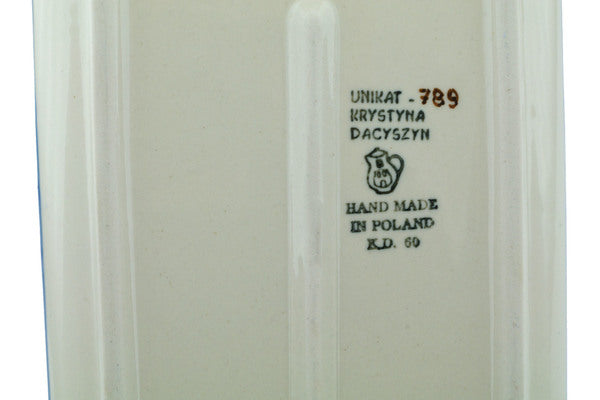 UNIKAT - 789
KRYSTYNA
DACYSZYN
HAND MADE
IN POLAND
K.D. 60